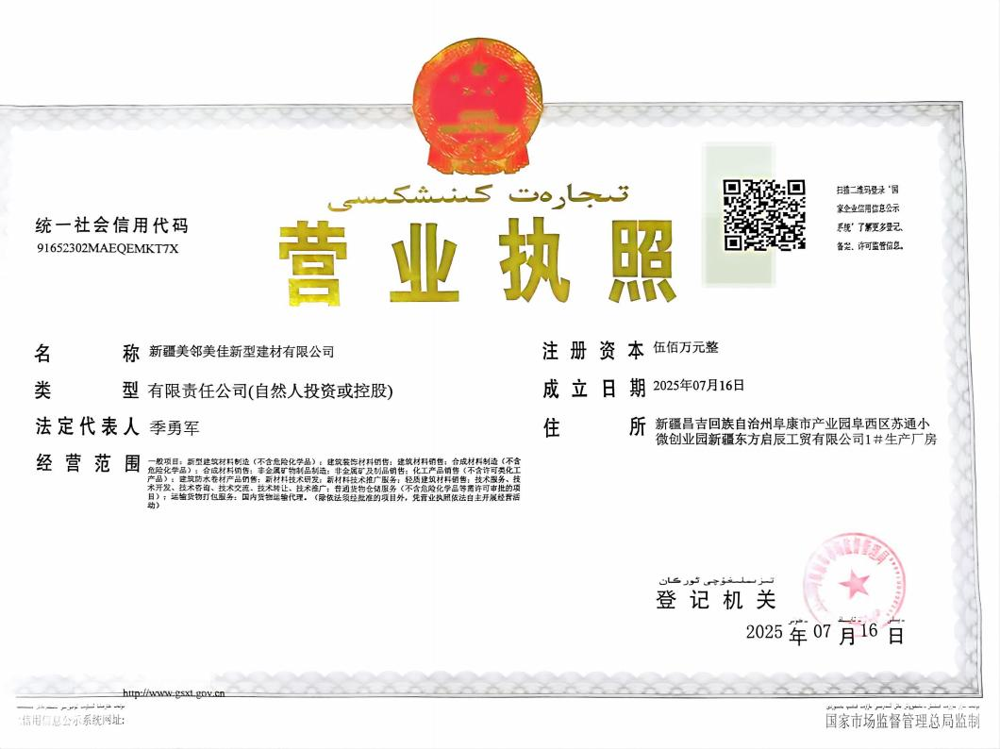 تىجارەت كىنىشكىسى
营业执照
统一社会信用代码
91652302MAEQEMKT7X
扫描二维码登录‘国
家企业信用信息公示
系统’了解更多登记、
备案、许可监管信息。
名称 新疆美邻美佳新型建材有限公司
类型 有限责任公司(自然人投资或控股)
法定代表人 季勇军
经营范围 一般项目：新型建筑材料制造（不含危险化学品）；建筑装饰材料销售；建筑材料销售；合成材料制造（不含
危险化学品）；合成材料销售；非金属矿物制品制造；非金属矿及制品销售；化工产品销售（不含许可类化工
产品）；建筑防水卷材产品销售；新材料技术研发；新材料技术推广服务；轻质建筑材料销售；技术服务、技
术开发、技术咨询、技术交流、技术转让、技术推广；普通货物仓储服务（不含危险化学品等需许可审批的项
目）；运输货物打包服务；国内货物运输代理。（除依法须经批准的项目外，凭营业执照依法自主开展经营活
动）
注册资本 伍佰万元整
成立日期 2025年07月16日
住所 新疆昌吉回族自治州阜康市产业园阜西区苏通小
微创业园新疆东方启辰工贸有限公司1＃生产厂房
تىزىملىغۇچى ئورگان
登记机关
2025 年 07 月 16 日
http://www.gsxt.gov.cn
信用信息公示系统网址:
国家市场监督管理总局监制